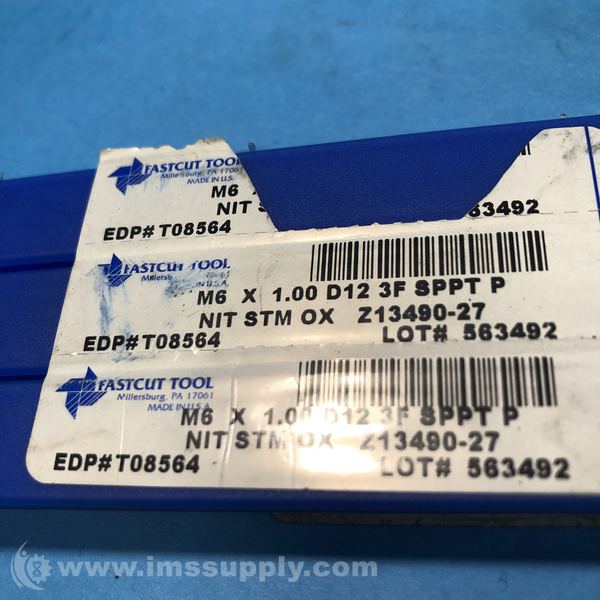 FASTCUT TOOL
Millersburg, PA 17061
MADE IN U.S.
M6
NIT 63492
EDP# T08564
FASTCUT TOOL
Millersb
U.S.A.
M6 X 1.00 D12 3F SPPT P
NIT STM OX Z13490-27
EDP# T08564 LOT# 563492
FASTCUT TOOL
Millersburg, PA 17061
MADE IN U.S.A.
M6 X 1.00 D12 3F SPPT P
NIT STM OX Z13490-27
EDP# T08564 LOT# 563492
www.imssupply.com